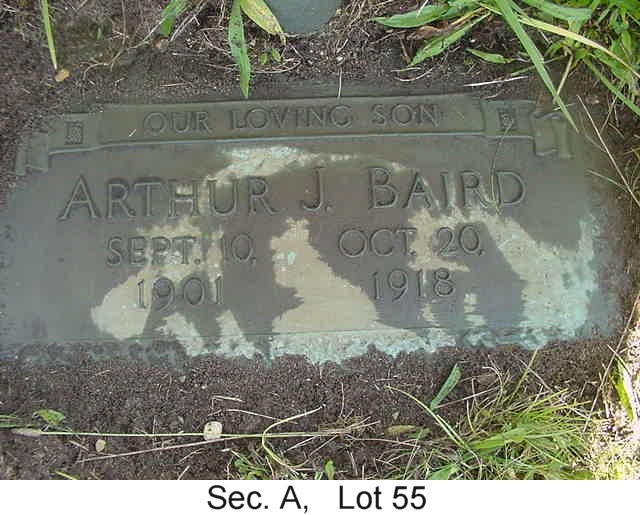 OUR LOVING SON
ARTHUR J. BAIRD
SEPT. 10, OCT. 20,
1901 1918
Sec. A, Lot 55